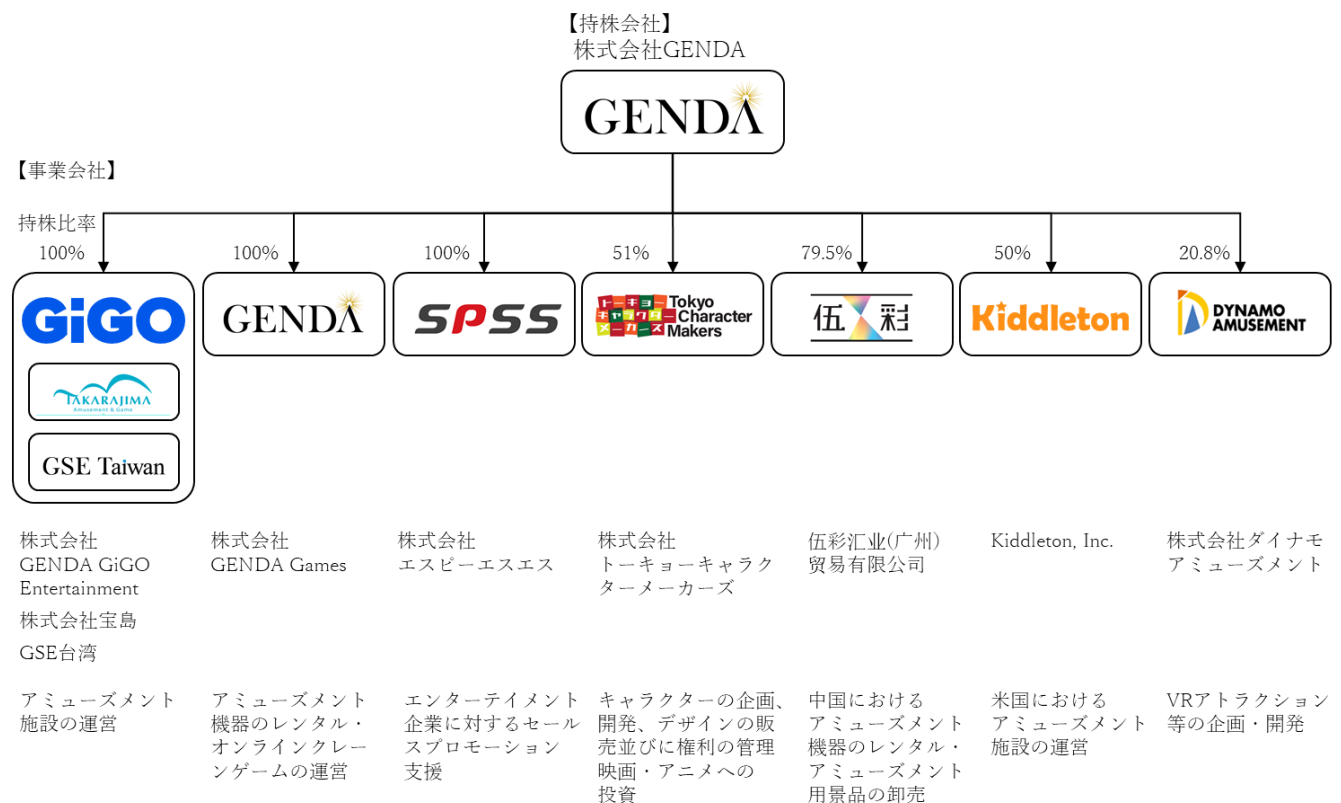 【持株会社】
株式会社GENDA
GENDA
【事業会社】
持株比率
100%
100%
100%
51%
79.5%
50%
20.8%
GiGO
TAKARAJIMA
Amusement & Game
GSE Taiwan
GENDA
SPSS
トーキョー
キャラクター
メーカーズ
Tokyo
Character
Makers
伍彩
Kiddleton
DYNAMO
AMUSEMENT
株式会社
GENDA GiGO
Entertainment
株式会社宝島
GSE台湾
株式会社
GENDA Games
株式会社
エスピーエスエス
株式会社
トーキョーキャラク
ターメーカーズ
伍彩汇业(广州)
贸易有限公司
Kiddleton, Inc.
株式会社ダイナモ
アミューズメント
アミューズメント
施設の運営
アミューズメント
機器のレンタル・
オンラインクレー
ンゲームの運営
エンターテイメント
企業に対するセール
スプロモーション
支援
キャラクターの企画、
開発、デザインの販
売並びに権利の管理
映画・アニメへの
投資
中国における
アミューズメント
機器のレンタル・
アミューズメント
用景品の卸売
米国における
アミューズメント
施設の運営
VRアトラクション
等の企画・開発